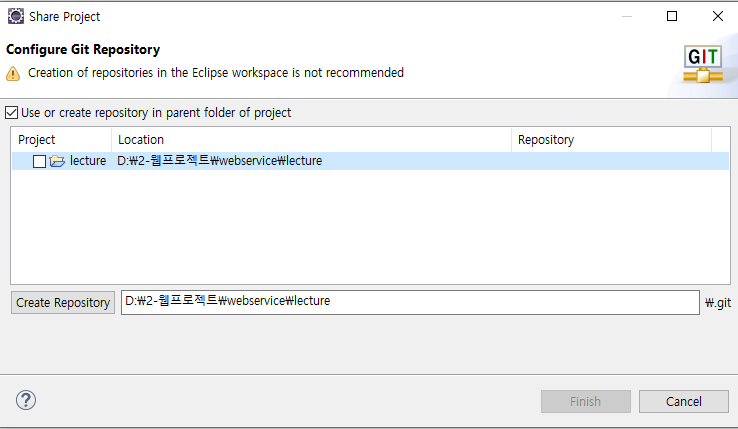 Share Project
Configure Git Repository
Creation of repositories in the Eclipse workspace is not recommended
GIT
Use or create repository in parent folder of project
Project Location Repository
lecture D:₩2-웹프로젝트₩webservice₩lecture
Create Repository D:₩2-웹프로젝트₩webservice₩lecture ₩.git
? Finish Cancel